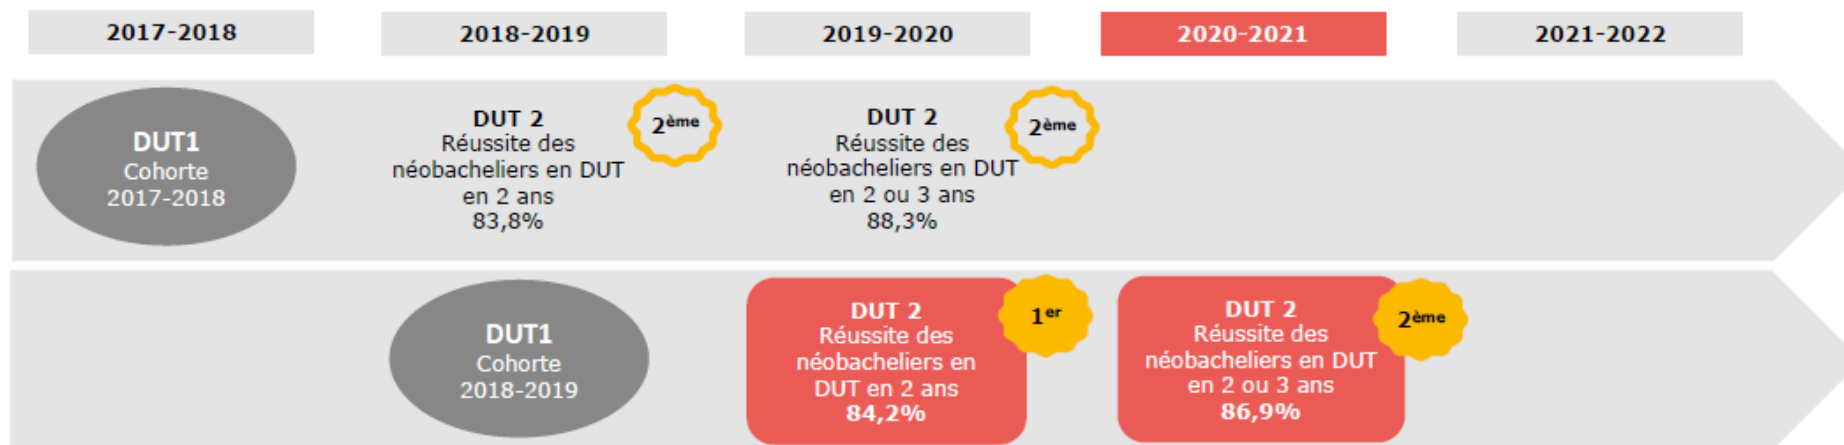 2017-2018
2018-2019
2019-2020
2020-2021
2021-2022
DUT1
Cohorte
2017-2018
DUT 2
Réussite des
néobacheliers en DUT
en 2 ans
83,8%
2ème
DUT 2
Réussite des
néobacheliers en DUT
en 2 ou 3 ans
88,3%
2ème
DUT1
Cohorte
2018-2019
DUT 2
Réussite des
néobacheliers en
DUT en 2 ans
84,2%
1er
DUT 2
Réussite des
néobacheliers en DUT
en 2 ou 3 ans
86,9%
2ème